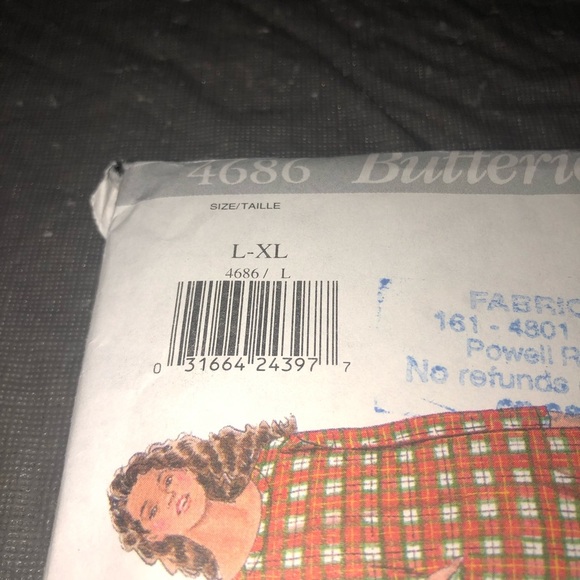 4686 Butteric
SIZE/TAILLE
L-XL
4686/ L
0 31664 24397 7
FABRIC
161 - 4801
Powell R
No refunds